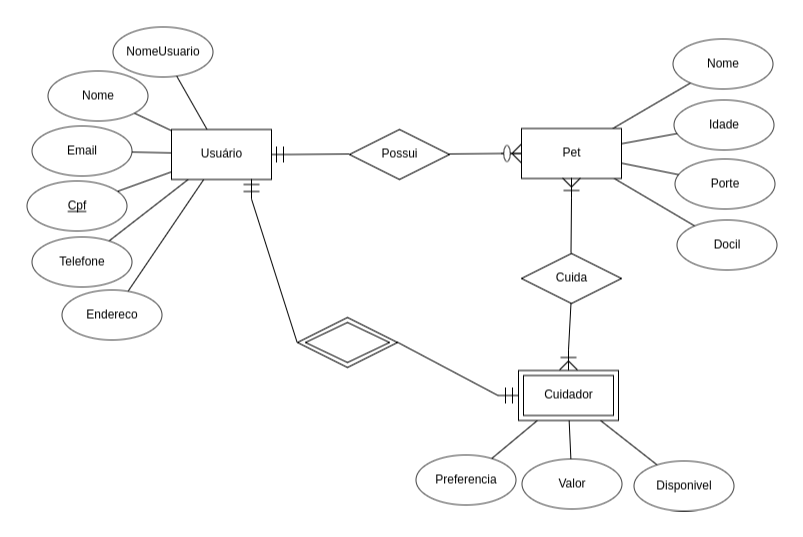 NomeUsuario
Nome
Nome
Idade
Email
Usuário
Possui
Pet
Porte
Cpf
Docil
Telefone
Cuida
Endereco
Cuidador
Preferencia
Valor
Disponivel